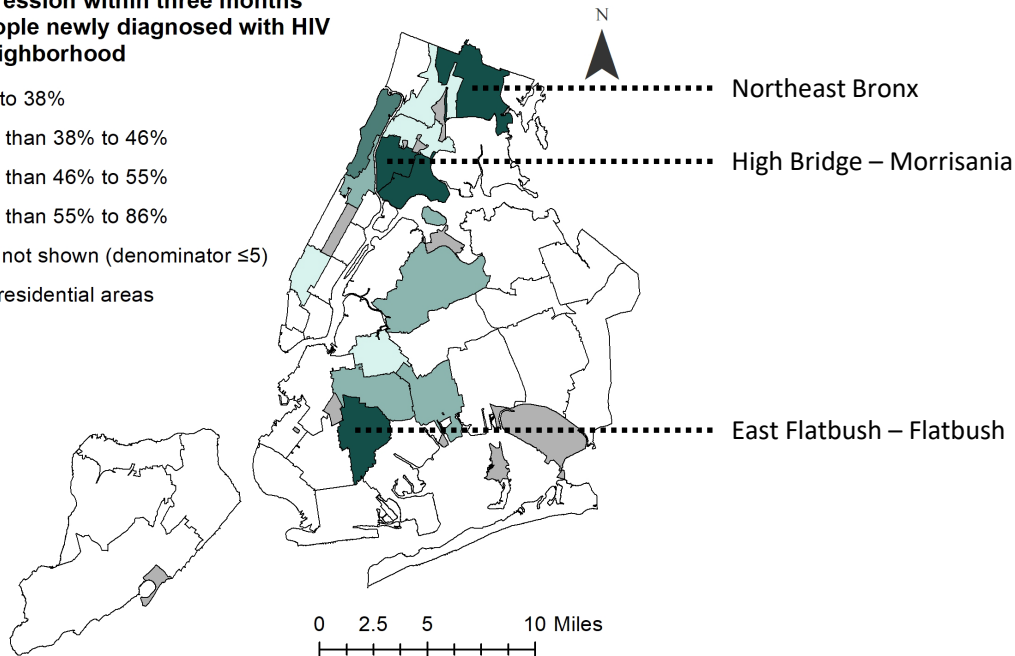 ression within three months
ople newly diagnosed with HIV
ighborhood
to 38%
than 38% to 46%
than 46% to 55%
than 55% to 86%
not shown (denominator ≤5)
residential areas
N
Northeast Bronx
High Bridge – Morrisania
East Flatbush – Flatbush
0 2.5 5 10 Miles